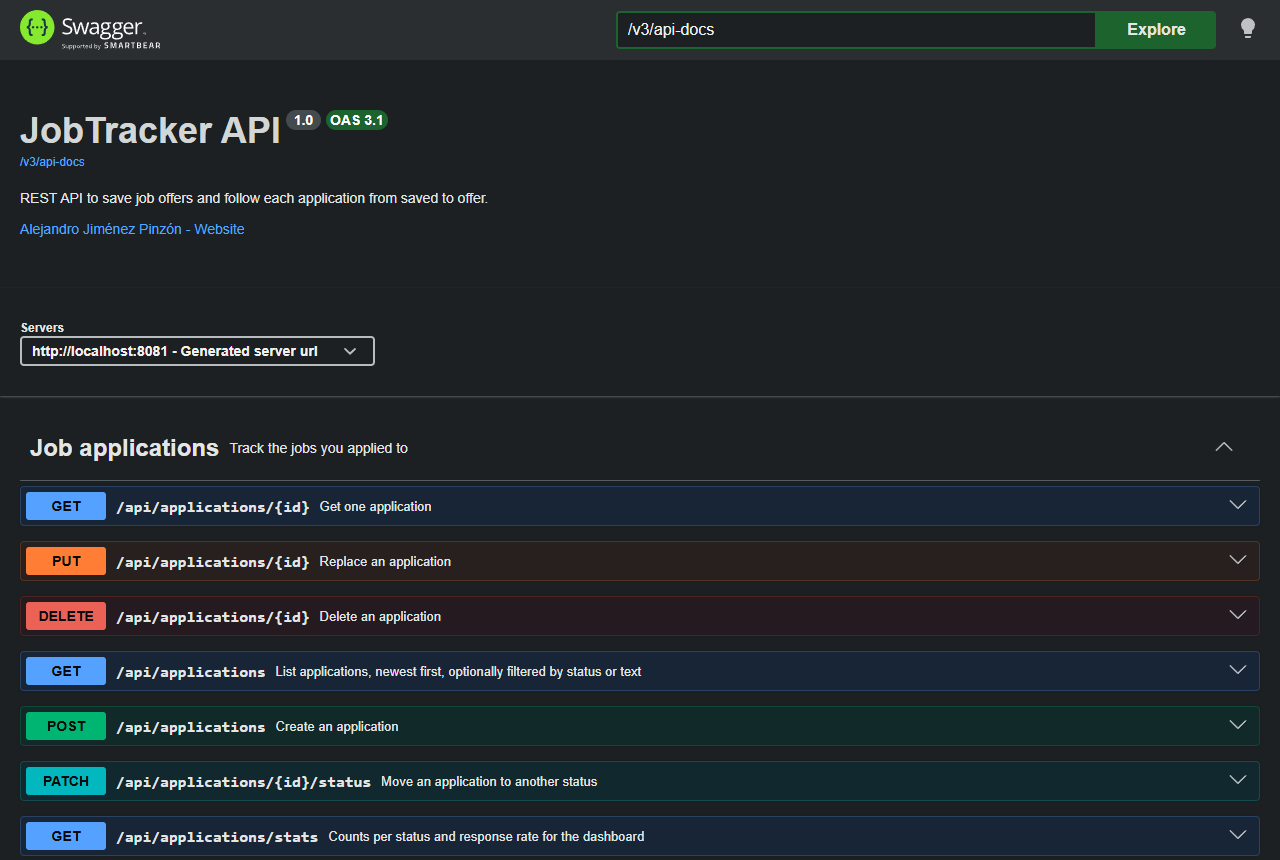 Swagger
Supported by SMARTBEAR
/v3/api-docs
Explore
JobTracker API 1.0 OAS 3.1
/v3/api-docs
REST API to save job offers and follow each application from saved to offer.
Alejandro Jiménez Pinzón - Website
Servers
http://localhost:8081 - Generated server url
Job applications Track the jobs you applied to
GET /api/applications/{id} Get one application
PUT /api/applications/{id} Replace an application
DELETE /api/applications/{id} Delete an application
GET /api/applications List applications, newest first, optionally filtered by status or text
POST /api/applications Create an application
PATCH /api/applications/{id}/status Move an application to another status
GET /api/applications/stats Counts per status and response rate for the dashboard